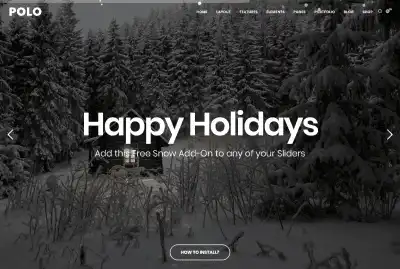 POLO
HOME LAYOUT FEATURES ELEMENTS PAGES PORTFOLIO BLOG SHOP
Happy Holidays
Add this Free Snow Add-On to any of your Sliders
HOW TO INSTALL?